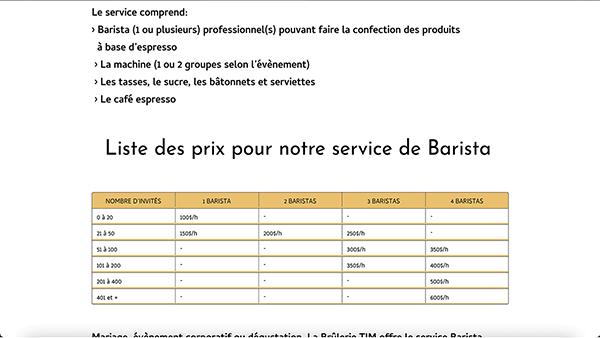 Le service comprend:
› Barista (1 ou plusieurs) professionnel(s) pouvant faire la confection des produits
à base d'espresso
› La machine (1 ou 2 groupes selon l'évènement)
› Les tasses, le sucre, les bâtonnets et serviettes
› Le café espresso
Liste des prix pour notre service de Barista
NOMBRE D'INVITÉS 1 BARISTA 2 BARISTAS 3 BARISTAS 4 BARISTAS
0 à 20 100$/h - - -
21 à 50 150$/h 200$/h 250$/h -
51 à 100 - - 300$/h 350$/h
101 à 200 - - 350$/h 400$/h
201 à 400 - - - 500$/h
401 et + - - - 600$/h
Mariage, évènement corporatif ou dégustation, La Brûlerie TIM offre le service Barista